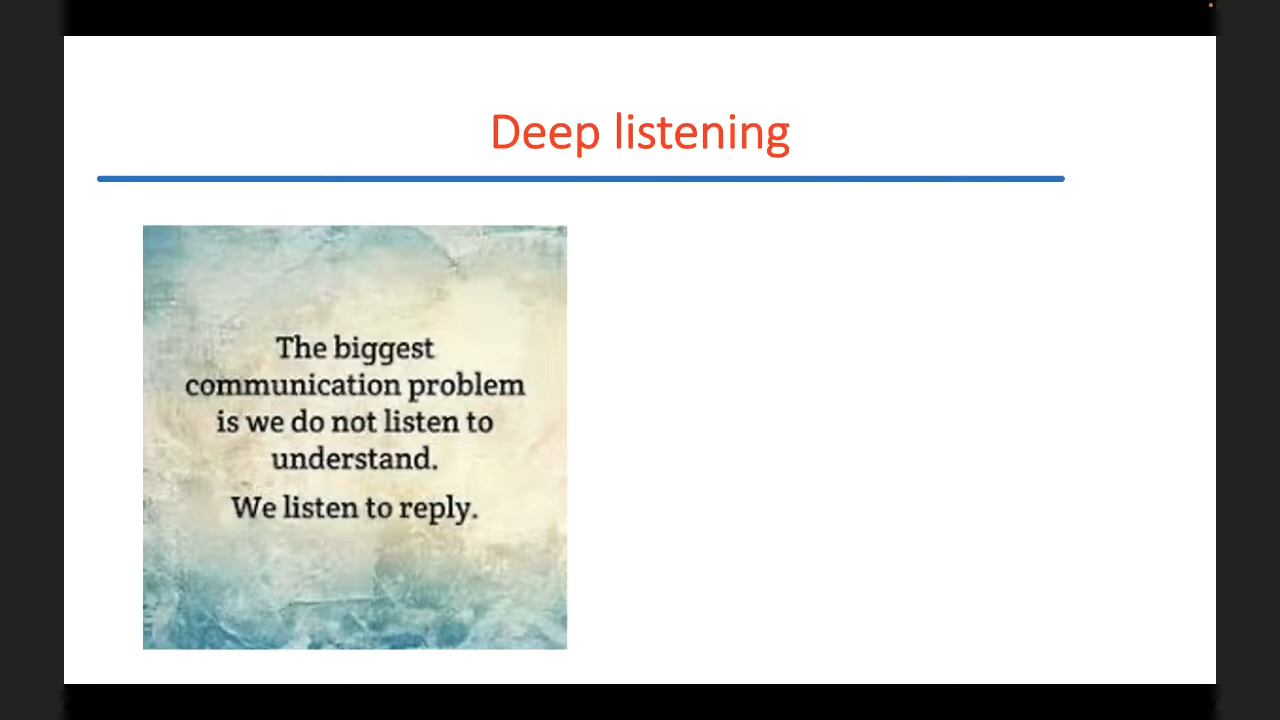 Deep listening
The biggest
communication problem
is we do not listen to
understand.
We listen to reply.